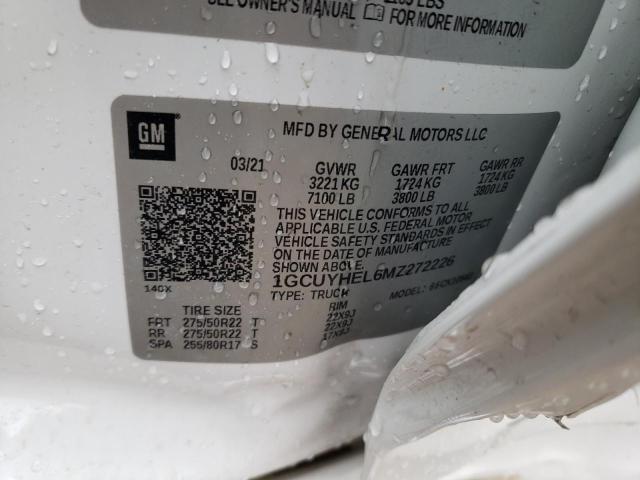 LBS
SEE OWNER'S MANUAL FOR MORE INFORMATION
GM
MFD BY GENERAL MOTORS LLC
03/21 GVWR GAWR FRT GAWR RR
3221 KG 1724 KG 1724 KG
7100 LB 3800 LB 3800 LB
THIS VEHICLE CONFORMS TO ALL
APPLICABLE U.S. FEDERAL MOTOR
VEHICLE SAFETY STANDARDS IN EFFECT
ON THE DATE OF MANUFACTURE
SHOWN ABOVE.
1GCUYHEL6MZ272226
TYPE: TRUCK MODEL:
140X
TIRE SIZE RIM
FRT 275/50R22 T 22X9J
RR 275/50R22 T 22X9J
SPA 255/80R17 S 17X8J